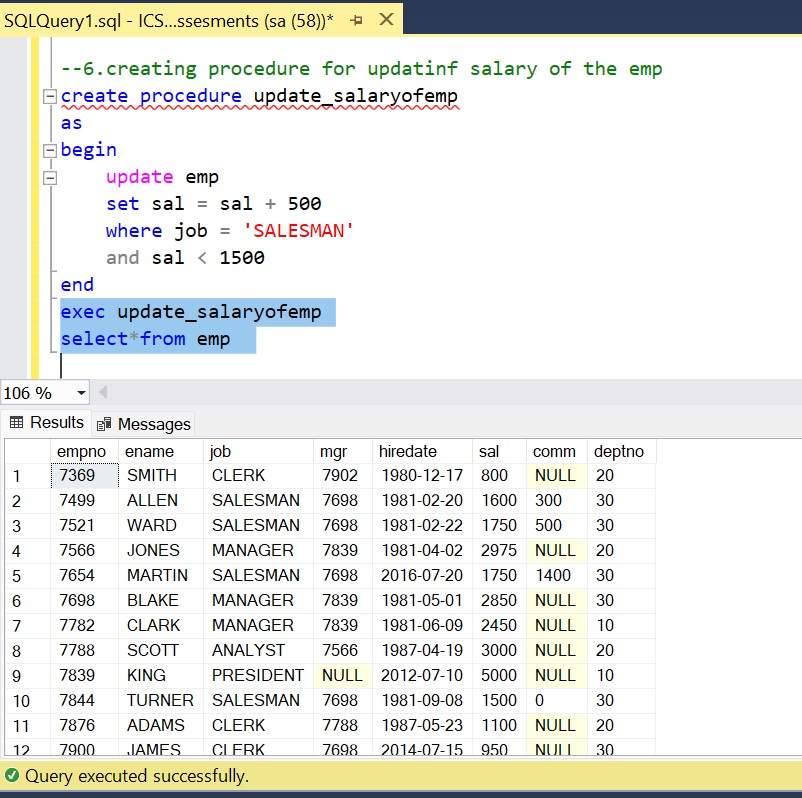 SQLQuery1.sql - ICS...ssesments (sa (58))*
--6.creating procedure for updatinf salary of the emp
create procedure update_salaryofemp
as
begin
update emp
set sal = sal + 500
where job = 'SALESMAN'
and sal < 1500
end
exec update_salaryofemp
select*from emp
106 %
Results Messages
empno ename job mgr hiredate sal comm deptno
1 7369 SMITH CLERK 7902 1980-12-17 800 NULL 20
2 7499 ALLEN SALESMAN 7698 1981-02-20 1600 300 30
3 7521 WARD SALESMAN 7698 1981-02-22 1750 500 30
4 7566 JONES MANAGER 7839 1981-04-02 2975 NULL 20
5 7654 MARTIN SALESMAN 7698 2016-07-20 1750 1400 30
6 7698 BLAKE MANAGER 7839 1981-05-01 2850 NULL 30
7 7782 CLARK MANAGER 7839 1981-06-09 2450 NULL 10
8 7788 SCOTT ANALYST 7566 1987-04-19 3000 NULL 20
9 7839 KING PRESIDENT NULL 2012-07-10 5000 NULL 10
10 7844 TURNER SALESMAN 7698 1981-09-08 1500 0 30
11 7876 ADAMS CLERK 7788 1987-05-23 1100 NULL 20
12 7900 JAMES CLERK 7698 2014-07-15 950 NULL 30
Query executed successfully.